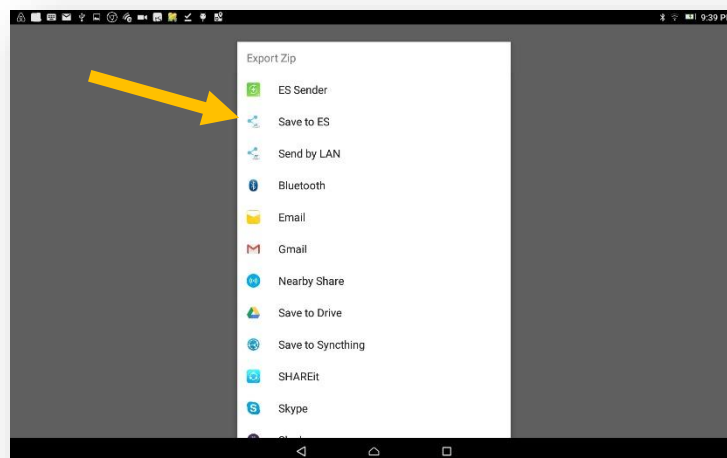 9:39 P
Export Zip
ES Sender
Save to ES
Send by LAN
Bluetooth
Email
Gmail
Nearby Share
Save to Drive
Save to Syncthing
SHAREit
Skype